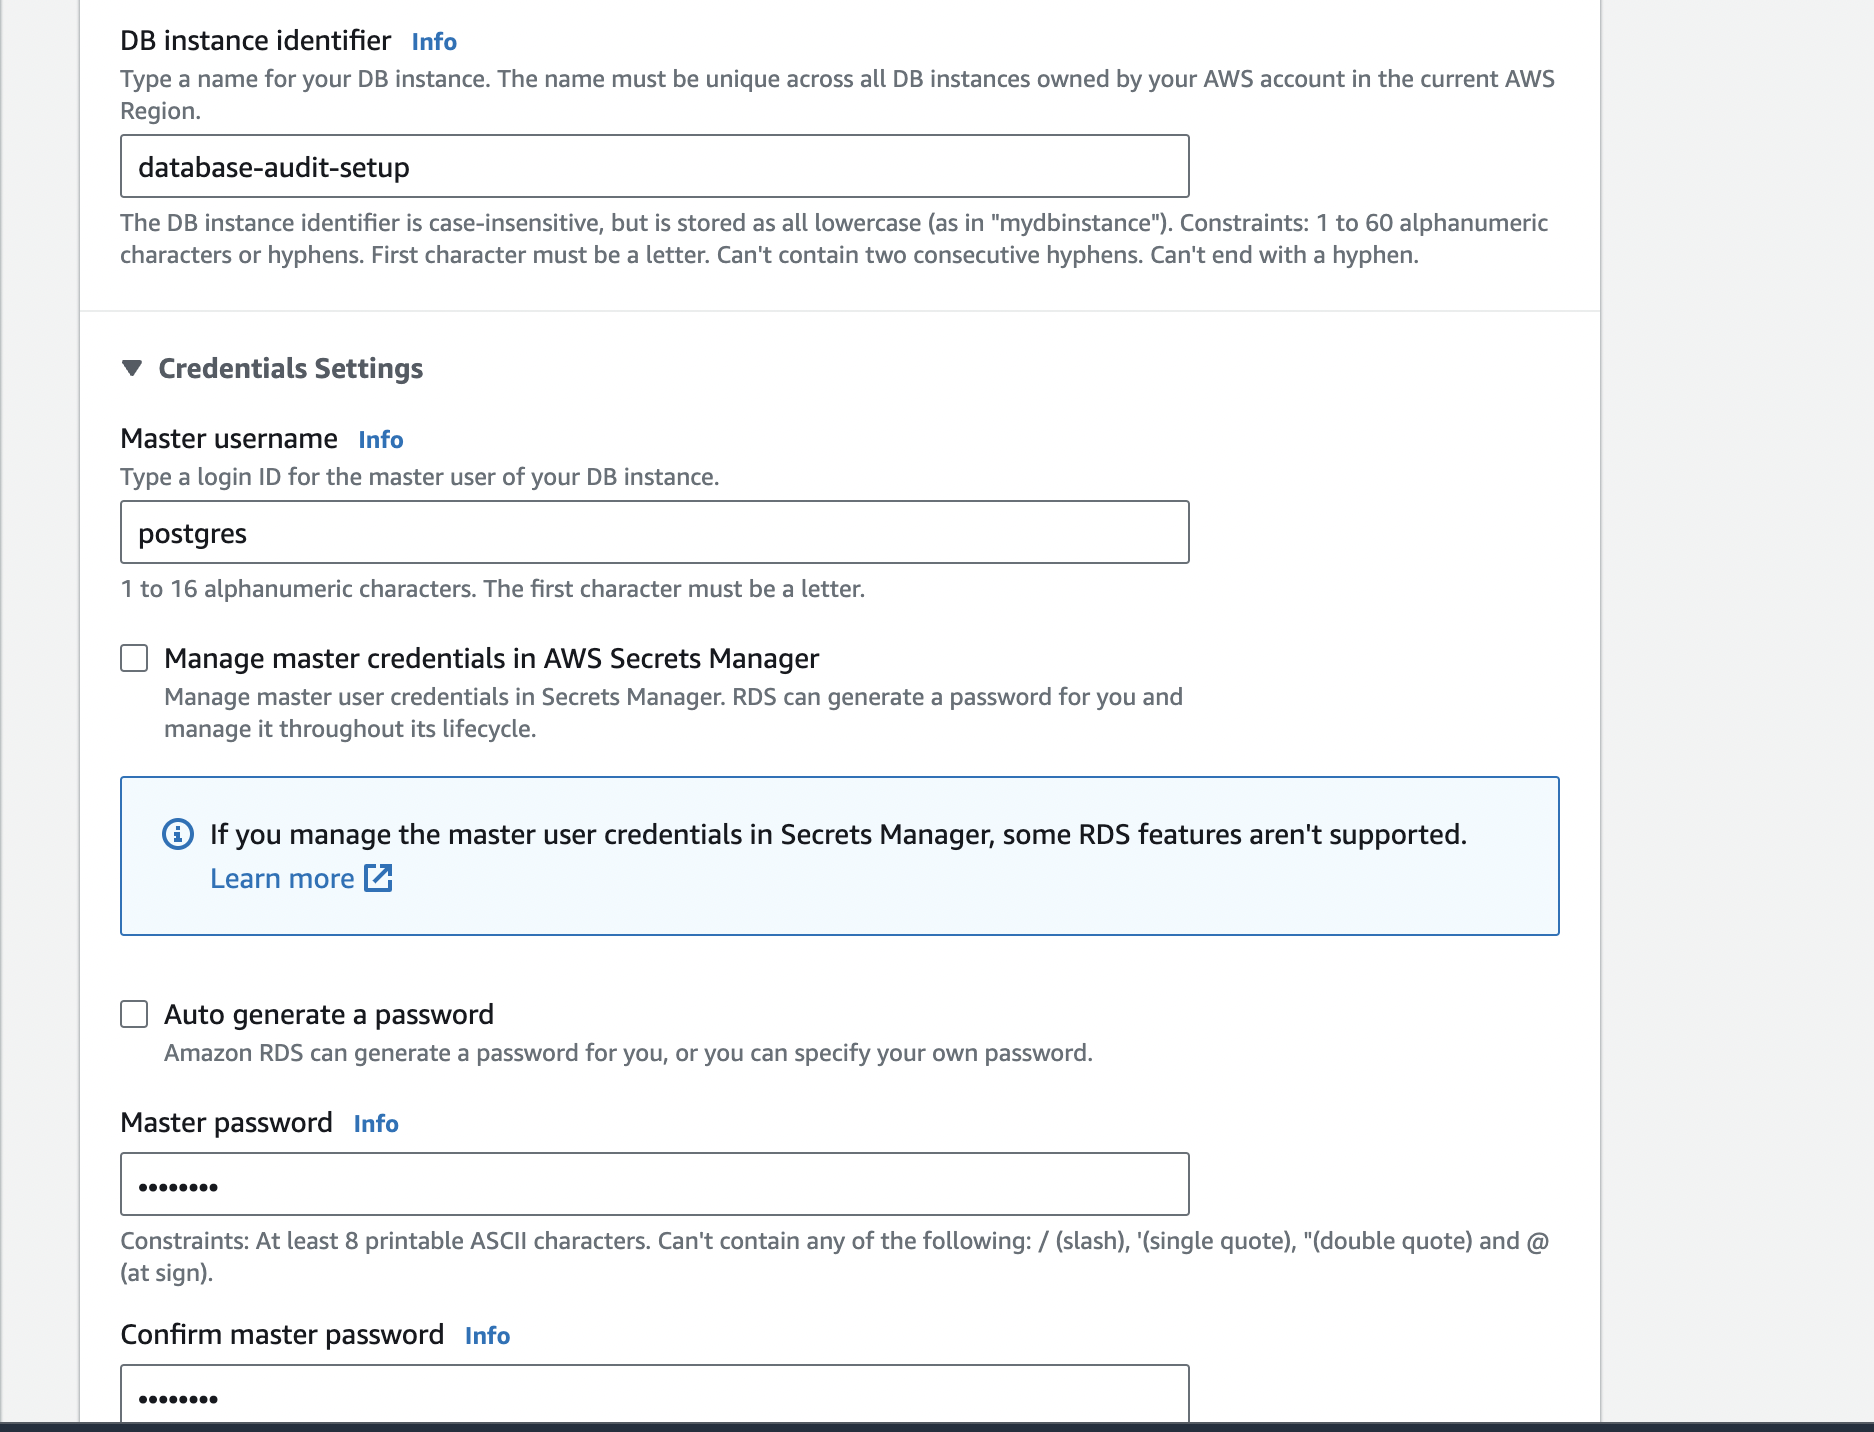 DB instance identifier Info
Type a name for your DB instance. The name must be unique across all DB instances owned by your AWS account in the current AWS
Region.
database-audit-setup
The DB instance identifier is case-insensitive, but is stored as all lowercase (as in "mydbinstance"). Constraints: 1 to 60 alphanumeric
characters or hyphens. First character must be a letter. Can't contain two consecutive hyphens. Can't end with a hyphen.
Credentials Settings
Master username Info
Type a login ID for the master user of your DB instance.
postgres
1 to 16 alphanumeric characters. The first character must be a letter.
Manage master credentials in AWS Secrets Manager
Manage master user credentials in Secrets Manager. RDS can generate a password for you and
manage it throughout its lifecycle.
If you manage the master user credentials in Secrets Manager, some RDS features aren't supported.
Learn more
Auto generate a password
Amazon RDS can generate a password for you, or you can specify your own password.
Master password Info
••••••••
Constraints: At least 8 printable ASCII characters. Can't contain any of the following: / (slash), '(single quote), "(double quote) and @
(at sign).
Confirm master password Info
••••••••